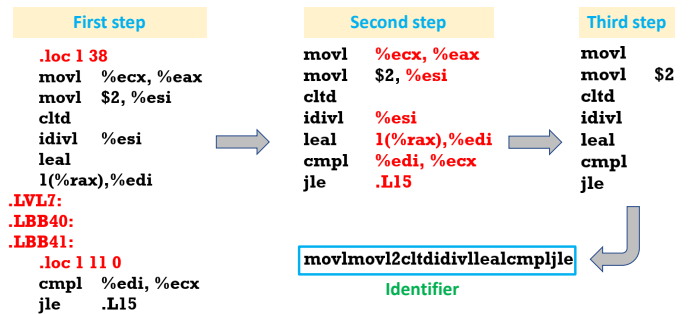 First step
.loc 1 38
movl %ecx, %eax
movl $2, %esi
cltd
idivl %esi
leal
1(%rax),%edi
.LVL7:
.LBB40:
.LBB41:
.loc 1 11 0
cmpl %edi, %ecx
jle .L15
Second step
movl %ecx, %eax
movl $2, %esi
cltd
idivl %esi
leal 1(%rax),%edi
cmpl %edi, %ecx
jle .L15
Third step
movl
movl $2
cltd
idivl
leal
cmpl
jle
movlmovl2cltdidivllealcmpljle
Identifier